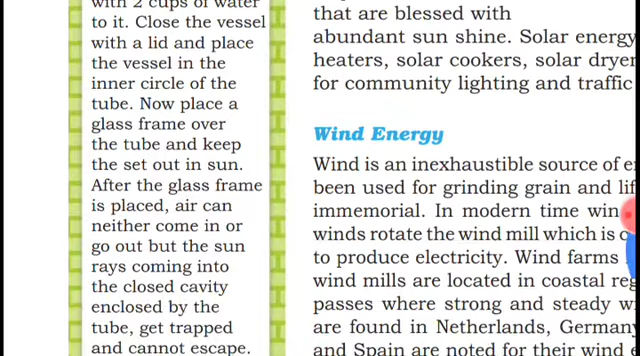 with 2 cups of water
to it. Close the vessel
with a lid and place
the vessel in the
inner circle of the
tube. Now place a
glass frame over
the tube and keep
the set out in sun.
After the glass frame
is placed, air can
neither come in or
go out but the sun
rays coming into
the closed cavity
enclosed by the
tube, get trapped
and cannot escape.
that are blessed with
abundant sun shine. Solar energy
heaters, solar cookers, solar
for community lighting and traffic
Wind Energy
Wind is an inexhaustible source of
been used for grinding grain and
immemorial. In modern time
winds rotate the wind mill which is
to produce electricity. Wind farms
wind mills are located in coastal
passes where strong and steady
are found in Netherlands, Germany
and Spain are noted for their wind